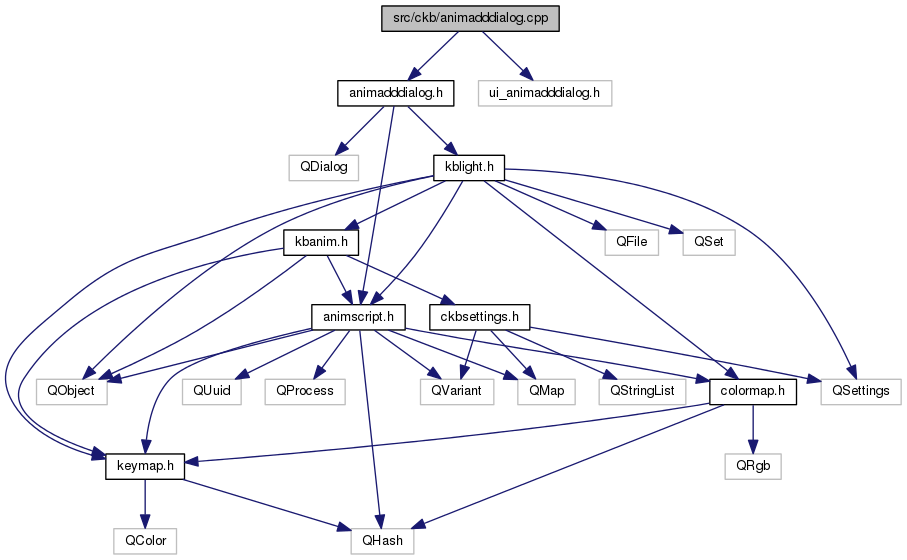 src/ckb/animadddialog.cpp
animadddialog.h
ui_animadddialog.h
QDialog
kblight.h
kbanim.h
QFile
QSet
animscript.h
ckbsettings.h
QObject
QUuid
QProcess
QVariant
QMap
QStringList
colormap.h
QSettings
keymap.h
QRgb
QColor
QHash